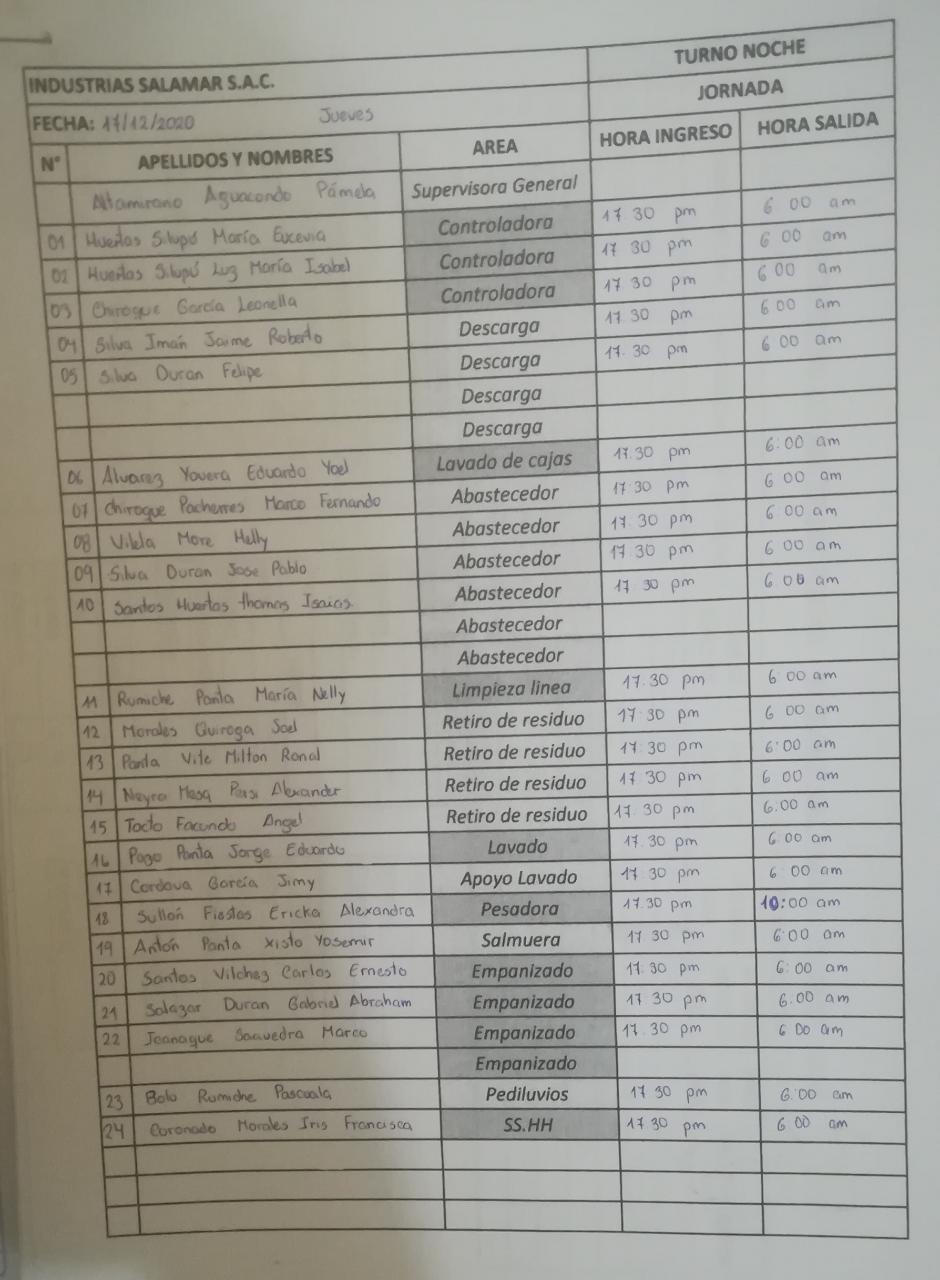 INDUSTRIAS SALAMAR S.A.C. TURNO NOCHE
FECHA: 17/12/2020 Jueves JORNADA
N° APELLIDOS Y NOMBRES AREA HORA INGRESO HORA SALIDA
Altamirano Aguacondo Pámela Supervisora General
01 Huertas Silupú María Eucevia Controladora 17 30 pm 6 00 am
02 Huertas Silupú Luz María Isabel Controladora 17 30 pm 6 00 am
03 Chiroque García Leonella Controladora 17 30 pm 6 00 am
04 Silva Imán Jaime Roberto Descarga 17 30 pm 6 00 am
05 Silva Duran Felipe Descarga 17. 30 pm 6 00 am
Descarga
Descarga
06 Alvarez Yovera Eduardo Yoel Lavado de cajas 17.30 pm 6:00 am
07 Chiroque Pacherres Marco Fernando Abastecedor 17:30 pm 6 00 am
08 Vilela More Helly Abastecedor 17. 30 pm 6 00 am
09 Silva Duran Jose Pablo Abastecedor 17.30 pm 6 00 am
10 Santos Huertas thomas Isaias Abastecedor 17 30 pm 6 00 am
Abastecedor
Abastecedor
11 Rumiche Panta María Nelly Limpieza linea 17.30 pm 6 00 am
12 Morales Quiroga Sael Retiro de residuo 17:30 pm 6 00 am
13 Panta Vite Milton Ronal Retiro de residuo 17:30 pm 6:00 am
14 Neyra Mesa Alexander Retiro de residuo 17.30 pm 6 00 am
15 Tocto Facundo Angel Retiro de residuo 17. 30 pm 6:00 am
16 Pazo Panta Jorge Eduardo Lavado 17.30 pm 6 00 am
17 Cordova García Jimy Apoyo Lavado 17. 30 pm 6 00 am
18 Sullón Fiestas Ericka Alexandra Pesadora 17.30 pm 10:00 am
19 Antón Panta Xisto Yosemir Salmuera 17 30 pm 6:00 am
20 Santos Vilchez Carlos Ernesto Empanizado 17. 30 pm 6:00 am
21 Salazar Duran Gabriel Abraham Empanizado 17 30 pm 6.00 am
22 Jeanaque Saavedra Marco Empanizado 17.30 pm 6 00 am
Empanizado
23 Bolo Rumiche Pascuala Pediluvios 17 30 pm 6:00 am
24 Coronado Morales Iris Francisca SS.HH 17 30 pm 6 00 am